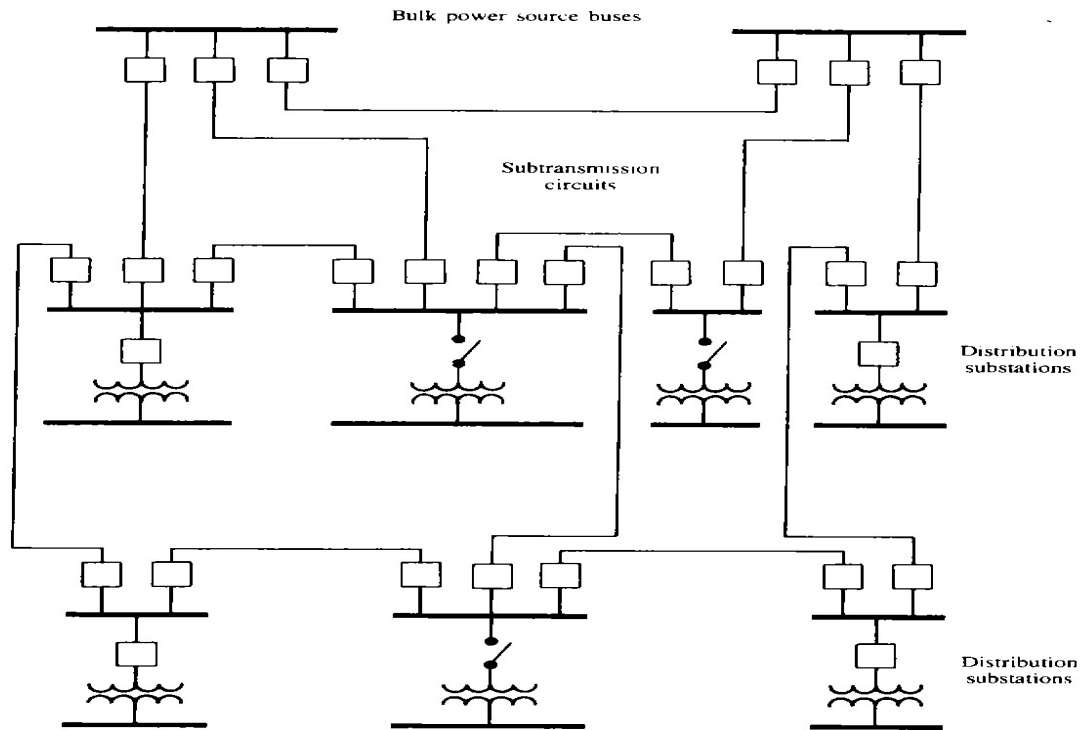 Bulk power source buses
Subtransmission
circuits
Distribution
substations
Distribution
substations